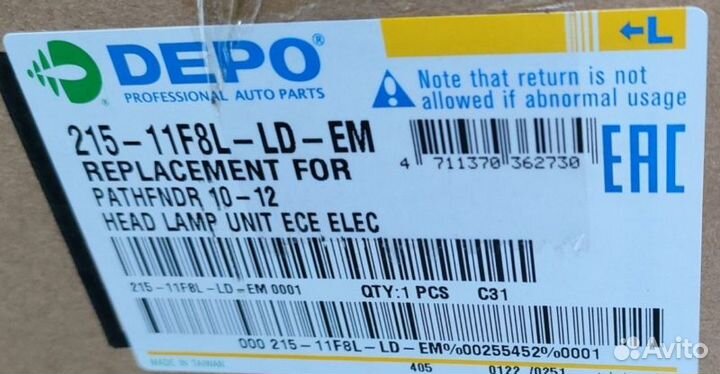 ←L
DEPO®
PROFESSIONAL AUTO PARTS
Note that return is not
allowed if abnormal usage
215-11F8L-LD-EM
REPLACEMENT FOR
PATHFNDR 10-12
HEAD LAMP UNIT ECE ELEC
4 711370 362730
EAC
215-11F8L-LD-EM 0001 QTY:1 PCS C31
000 215-11F8L-LD-EM%00255452%0001
MADE IN TAIWAN
405 0122 /0251
Avito